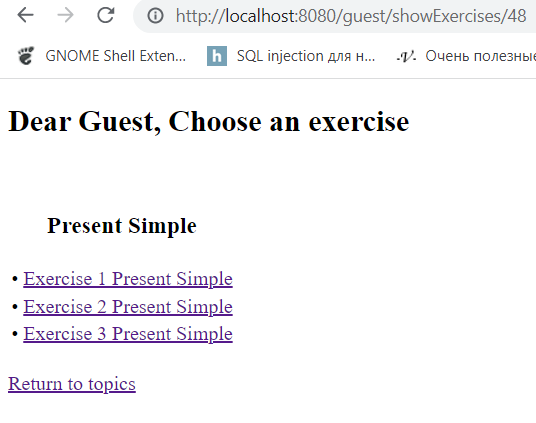 http://localhost:8080/guest/showExercises/48
GNOME Shell Exten... SQL injection для н... Очень полезные
Dear Guest, Choose an exercise
Present Simple
• Exercise 1 Present Simple
• Exercise 2 Present Simple
• Exercise 3 Present Simple
Return to topics